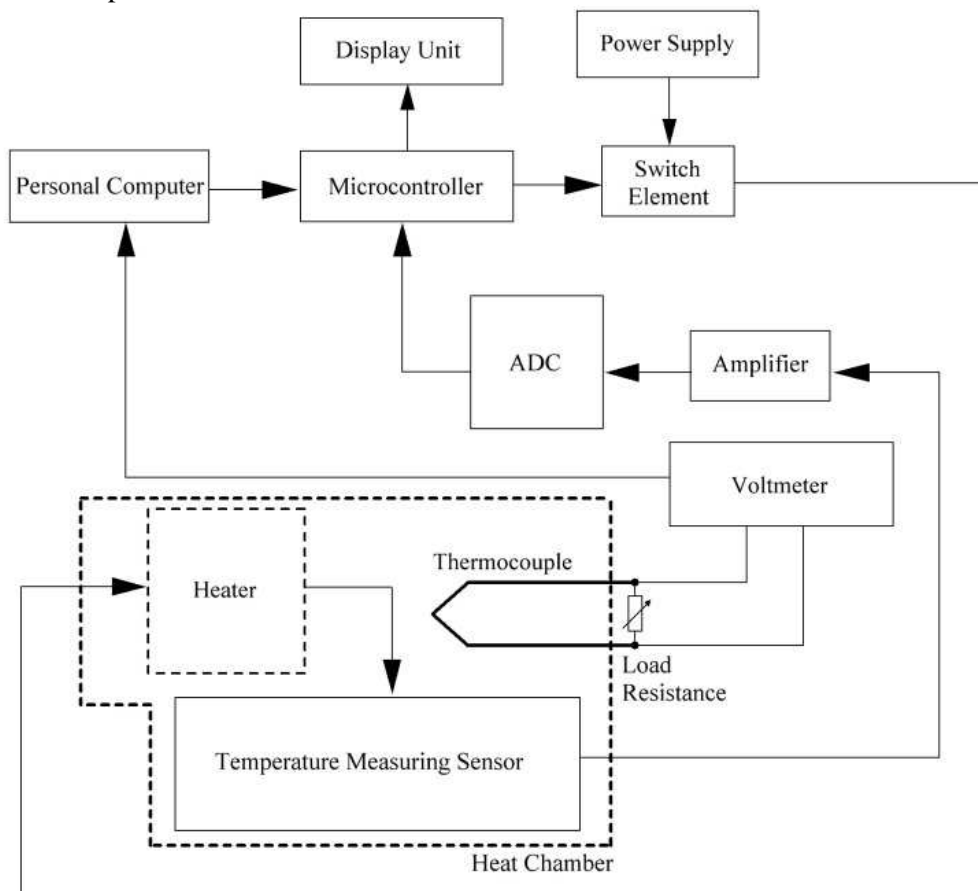 Display Unit
Power Supply
Personal Computer
Microcontroller
Switch
Element
ADC
Amplifier
Voltmeter
Thermocouple
Heater
Load
Resistance
Temperature Measuring Sensor
Heat Chamber